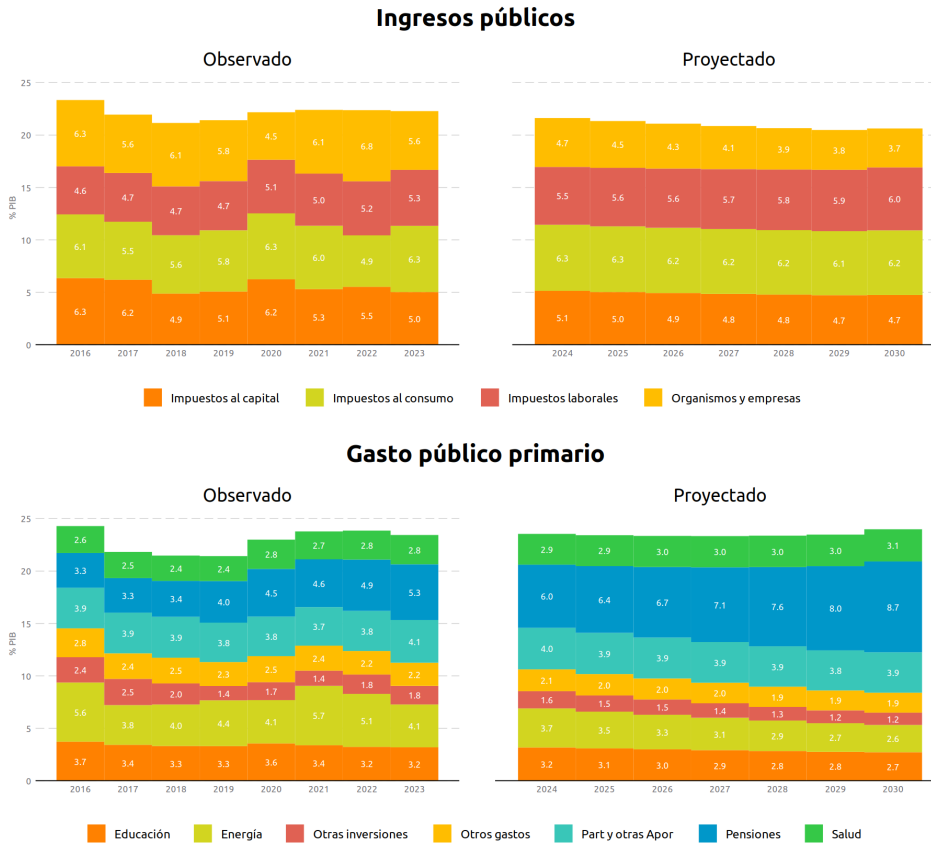 Ingresos públicos
Observado
Proyectado
25
20
15
10
5
0
% PIB
6.3 5.6 6.1 5.8 4.5 6.1 6.8 5.6
4.6 4.7 4.7 4.7 5.1 5.0 5.2 5.3
6.1 5.5 5.6 5.8 6.3 6.0 4.9 6.3
6.3 6.2 4.9 5.1 6.2 5.3 5.5 5.0
2016 2017 2018 2019 2020 2021 2022 2023
4.7 4.5 4.3 4.1 3.9 3.8 3.7
5.5 5.6 5.6 5.7 5.8 5.9 6.0
6.3 6.3 6.2 6.2 6.2 6.1 6.2
5.1 5.0 4.9 4.8 4.8 4.7 4.7
2024 2025 2026 2027 2028 2029 2030
Impuestos al capital Impuestos al consumo Impuestos laborales Organismos y empresas
Gasto público primario
Observado
Proyectado
25
20
15
10
5
0
% PIB
2.6 2.5 2.4 2.4 2.8 2.7 2.8 2.8
3.3 3.3 3.4 4.0 4.5 4.6 4.9 5.3
3.9 3.9 3.9 3.8 3.8 3.7 3.8 4.1
2.8 2.4 2.5 2.3 2.5 2.4 2.2 2.2
2.4 2.5 2.0 1.4 1.7 1.4 1.8 1.8
5.6 3.8 4.0 4.4 4.1 5.7 5.1 4.1
3.7 3.4 3.3 3.3 3.6 3.4 3.2 3.2
2016 2017 2018 2019 2020 2021 2022 2023
2.9 2.9 3.0 3.0 3.0 3.0 3.1
6.0 6.4 6.7 7.1 7.6 8.0 8.7
4.0 3.9 3.9 3.9 3.9 3.8 3.9
2.1 2.0 2.0 2.0 1.9 1.9 1.9
1.6 1.5 1.5 1.4 1.3 1.2 1.2
3.7 3.5 3.3 3.1 2.9 2.7 2.6
3.2 3.1 3.0 2.9 2.8 2.8 2.7
2024 2025 2026 2027 2028 2029 2030
Educación Energía Otras inversiones Otros gastos Part y otras Apor Pensiones Salud